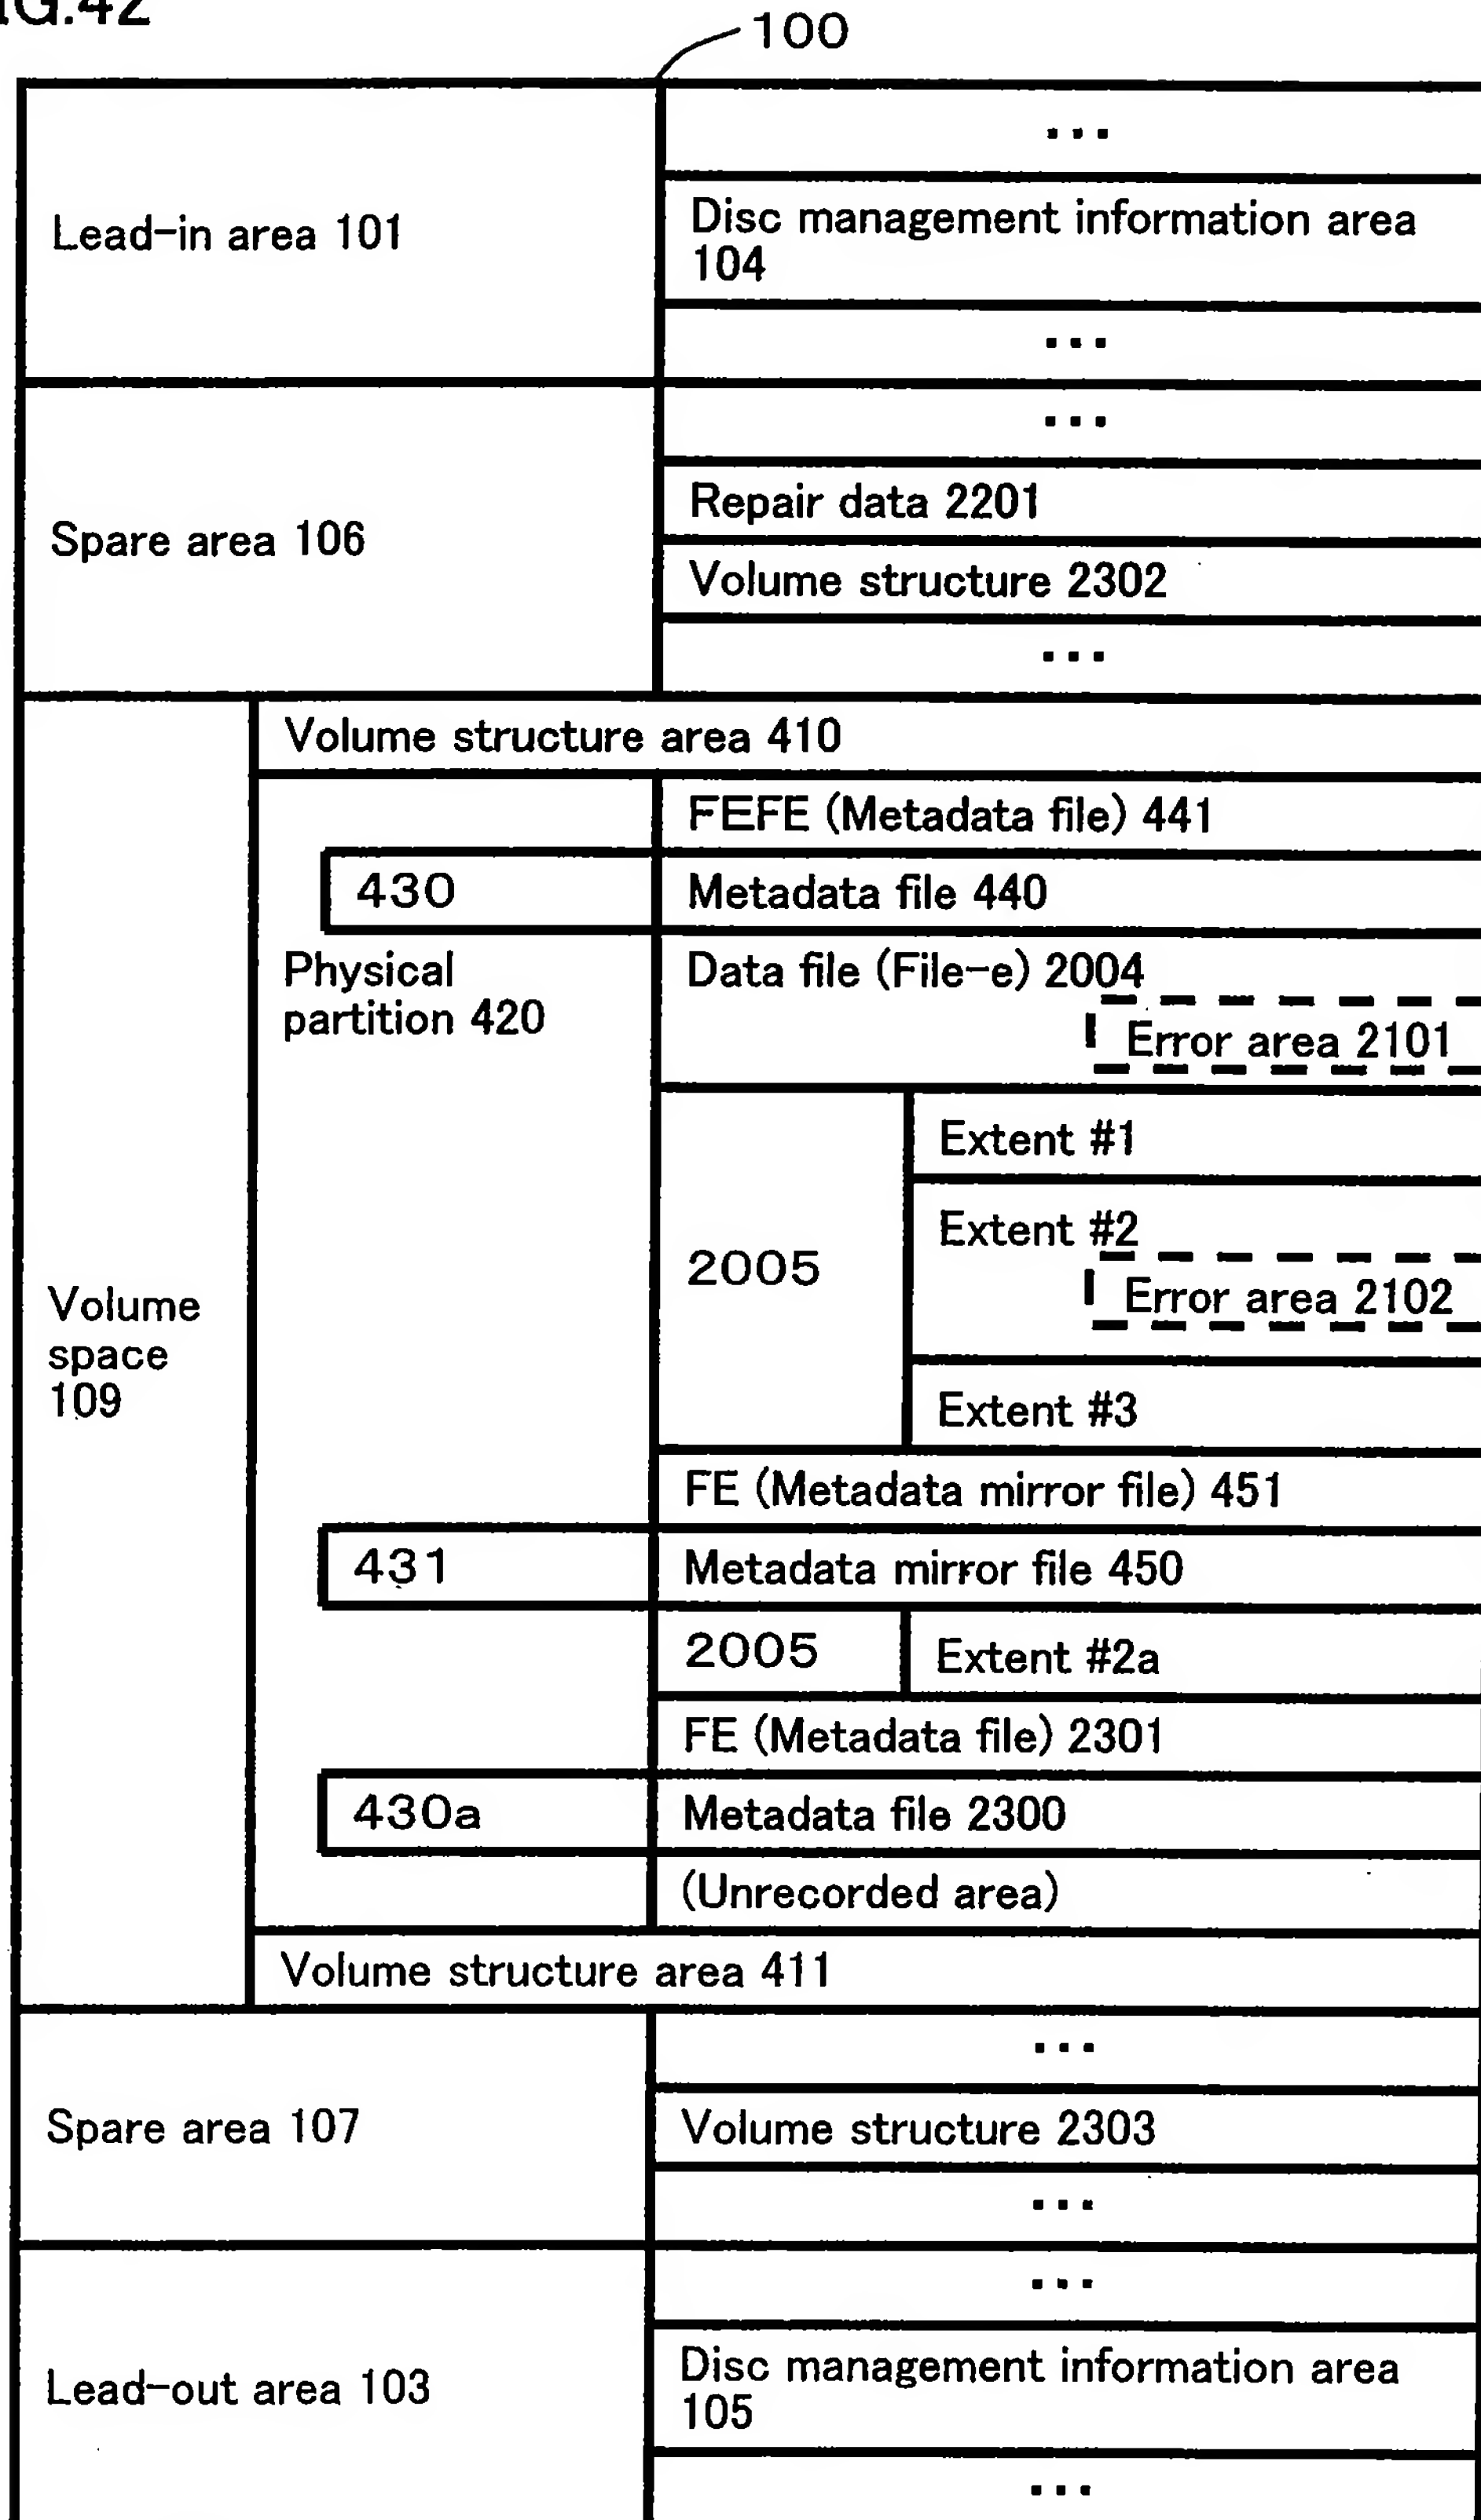 IG.42
100
...
Lead-in area 101
Disc management information area
104
...
...
Spare area 106
Repair data 2201
Volume structure 2302
...
Volume structure area 410
FEFE (Metadata file) 441
430
Metadata file 440
Physical
partition 420
Data file (File-e) 2004
Error area 2101
Extent #1
2005
Extent #2
Error area 2102
Volume
space
109
Extent #3
FE (Metadata mirror file) 451
431
Metadata mirror file 450
2005
Extent #2a
FE (Metadata file) 2301
430a
Metadata file 2300
(Unrecorded area)
Volume structure area 411
...
Spare area 107
Volume structure 2303
...
...
Lead-out area 103
Disc management information area
105
...